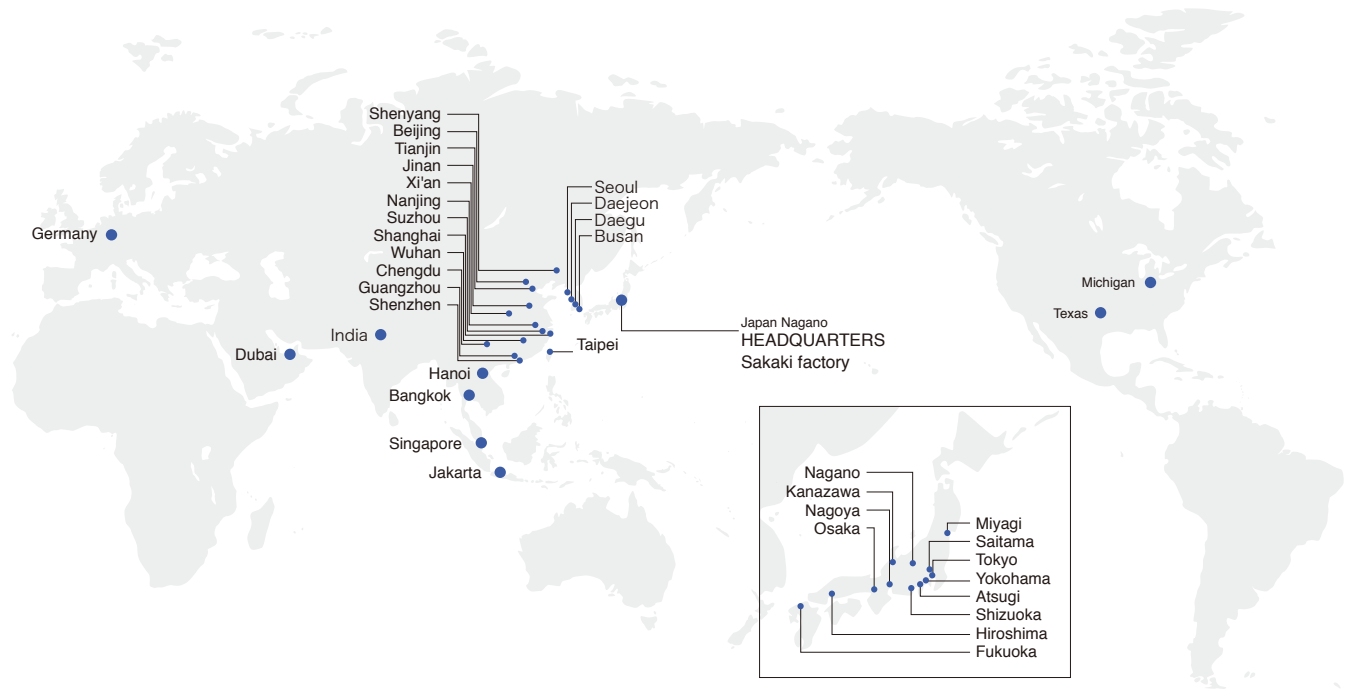 Shenyang
Beijing
Tianjin
Jinan
Xi'an
Nanjing
Suzhou
Shanghai
Wuhan
Chengdu
Guangzhou
Shenzhen
Seoul
Daejeon
Daegu
Busan
Germany
India
Dubai
Taipei
Hanoi
Bangkok
Singapore
Jakarta
Japan Nagano
HEADQUARTERS
Sakaki factory
Michigan
Texas
Nagano
Kanazawa
Nagoya
Osaka
Miyagi
Saitama
Tokyo
Yokohama
Atsugi
Shizuoka
Hiroshima
Fukuoka